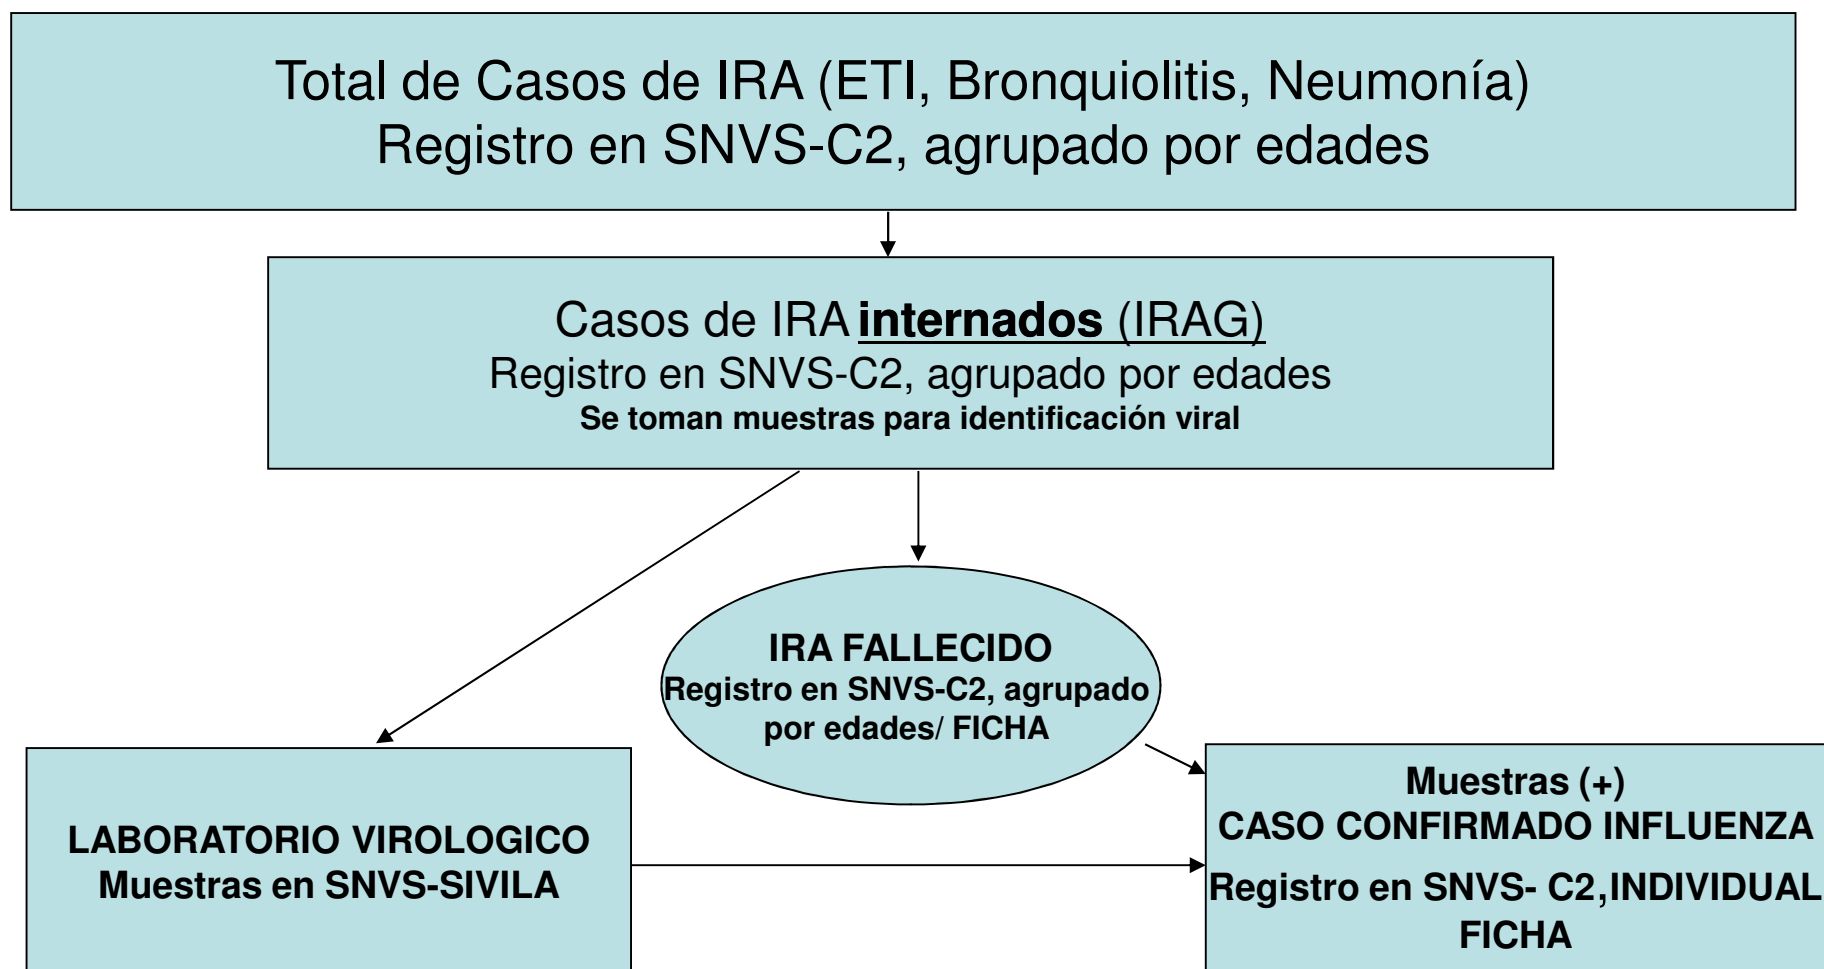 Total de Casos de IRA (ETI, Bronquiolitis, Neumonía)
Registro en SNVS-C2, agrupado por edades
Casos de IRA internados (IRAG)
Registro en SNVS-C2, agrupado por edades
Se toman muestras para identificación viral
IRA FALLECIDO
Registro en SNVS-C2, agrupado
por edades/ FICHA
LABORATORIO VIROLOGICO
Muestras en SNVS-SIVILA
Muestras (+)
CASO CONFIRMADO INFLUENZA
Registro en SNVS- C2,INDIVIDUAL
FICHA